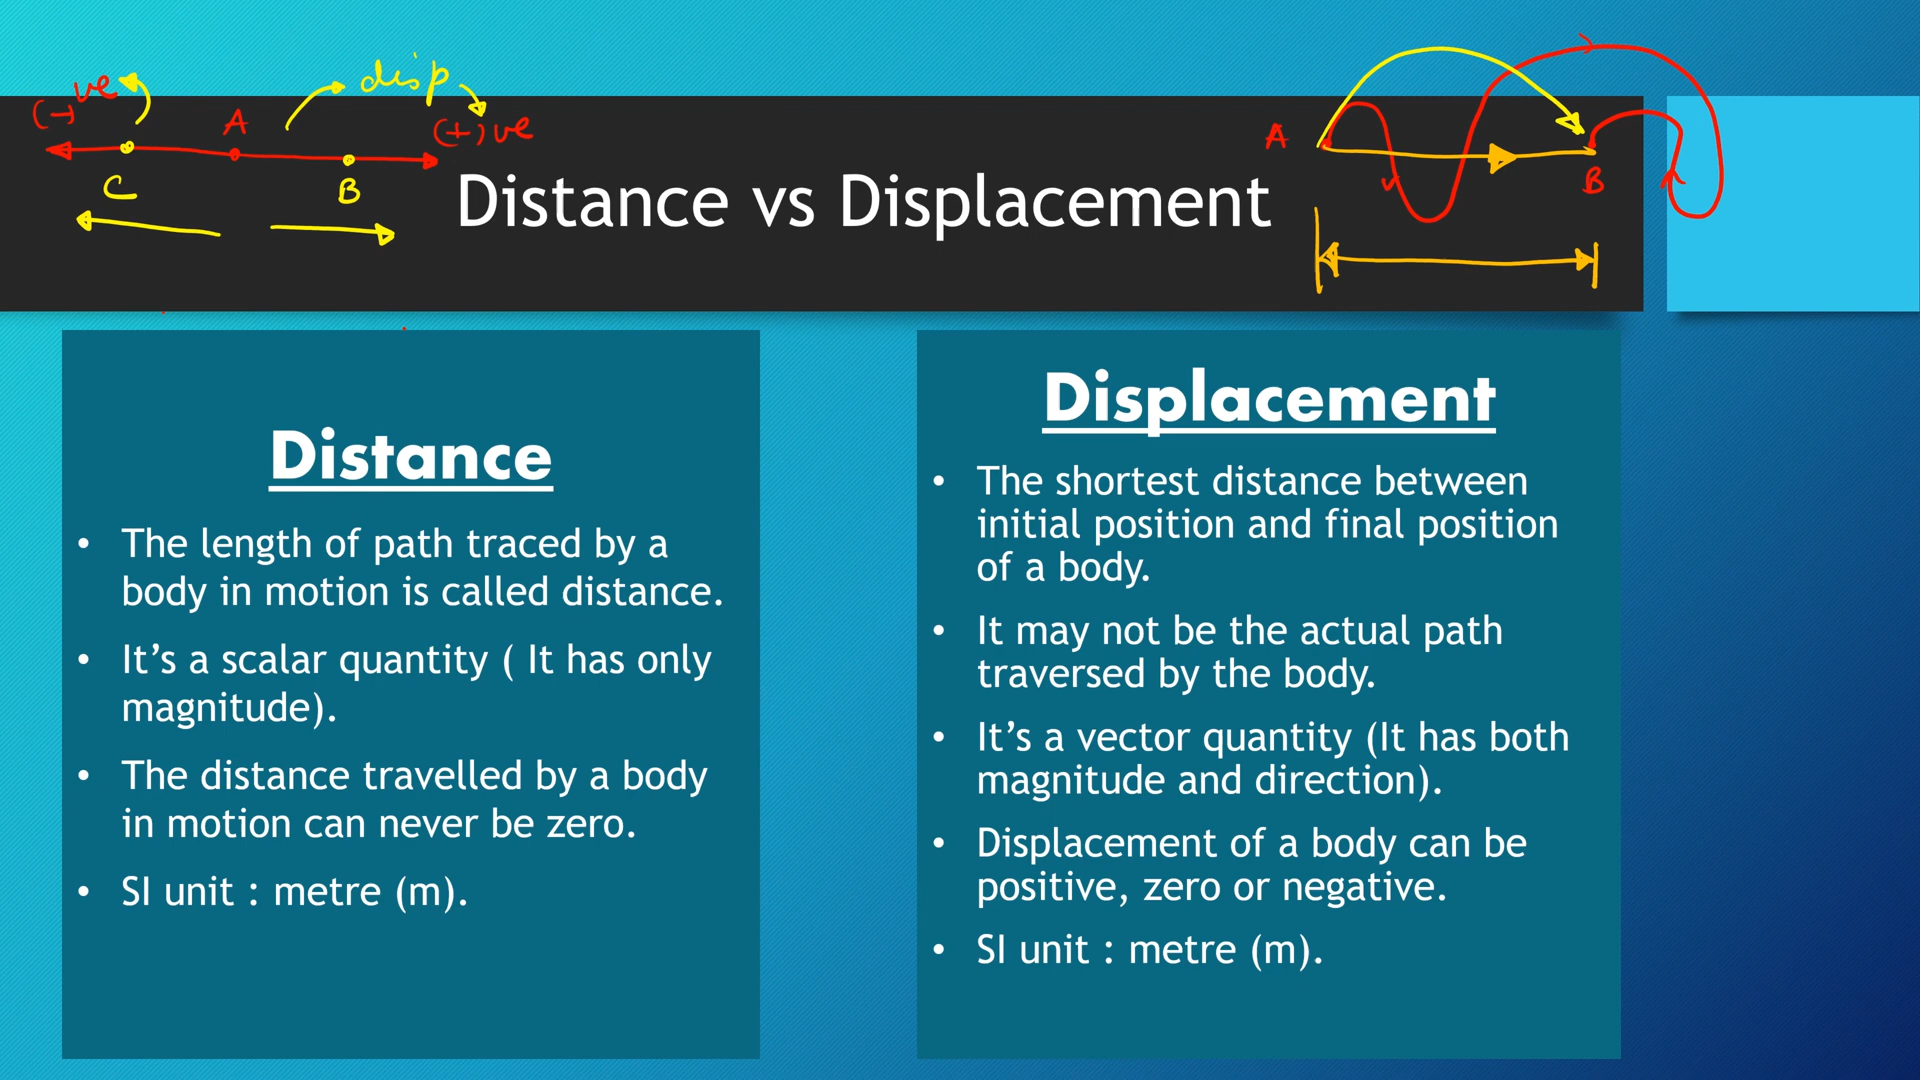 disp
(-)ve
A
(+)ve
A
C
B
B
Distance vs Displacement
Distance
• The length of path traced by a
body in motion is called distance.
• It’s a scalar quantity ( It has only
magnitude).
• The distance travelled by a body
in motion can never be zero.
• SI unit : metre (m).
Displacement
• The shortest distance between
initial position and final position
of a body.
• It may not be the actual path
traversed by the body.
• It’s a vector quantity (It has both
magnitude and direction).
• Displacement of a body can be
positive, zero or negative.
• SI unit : metre (m).